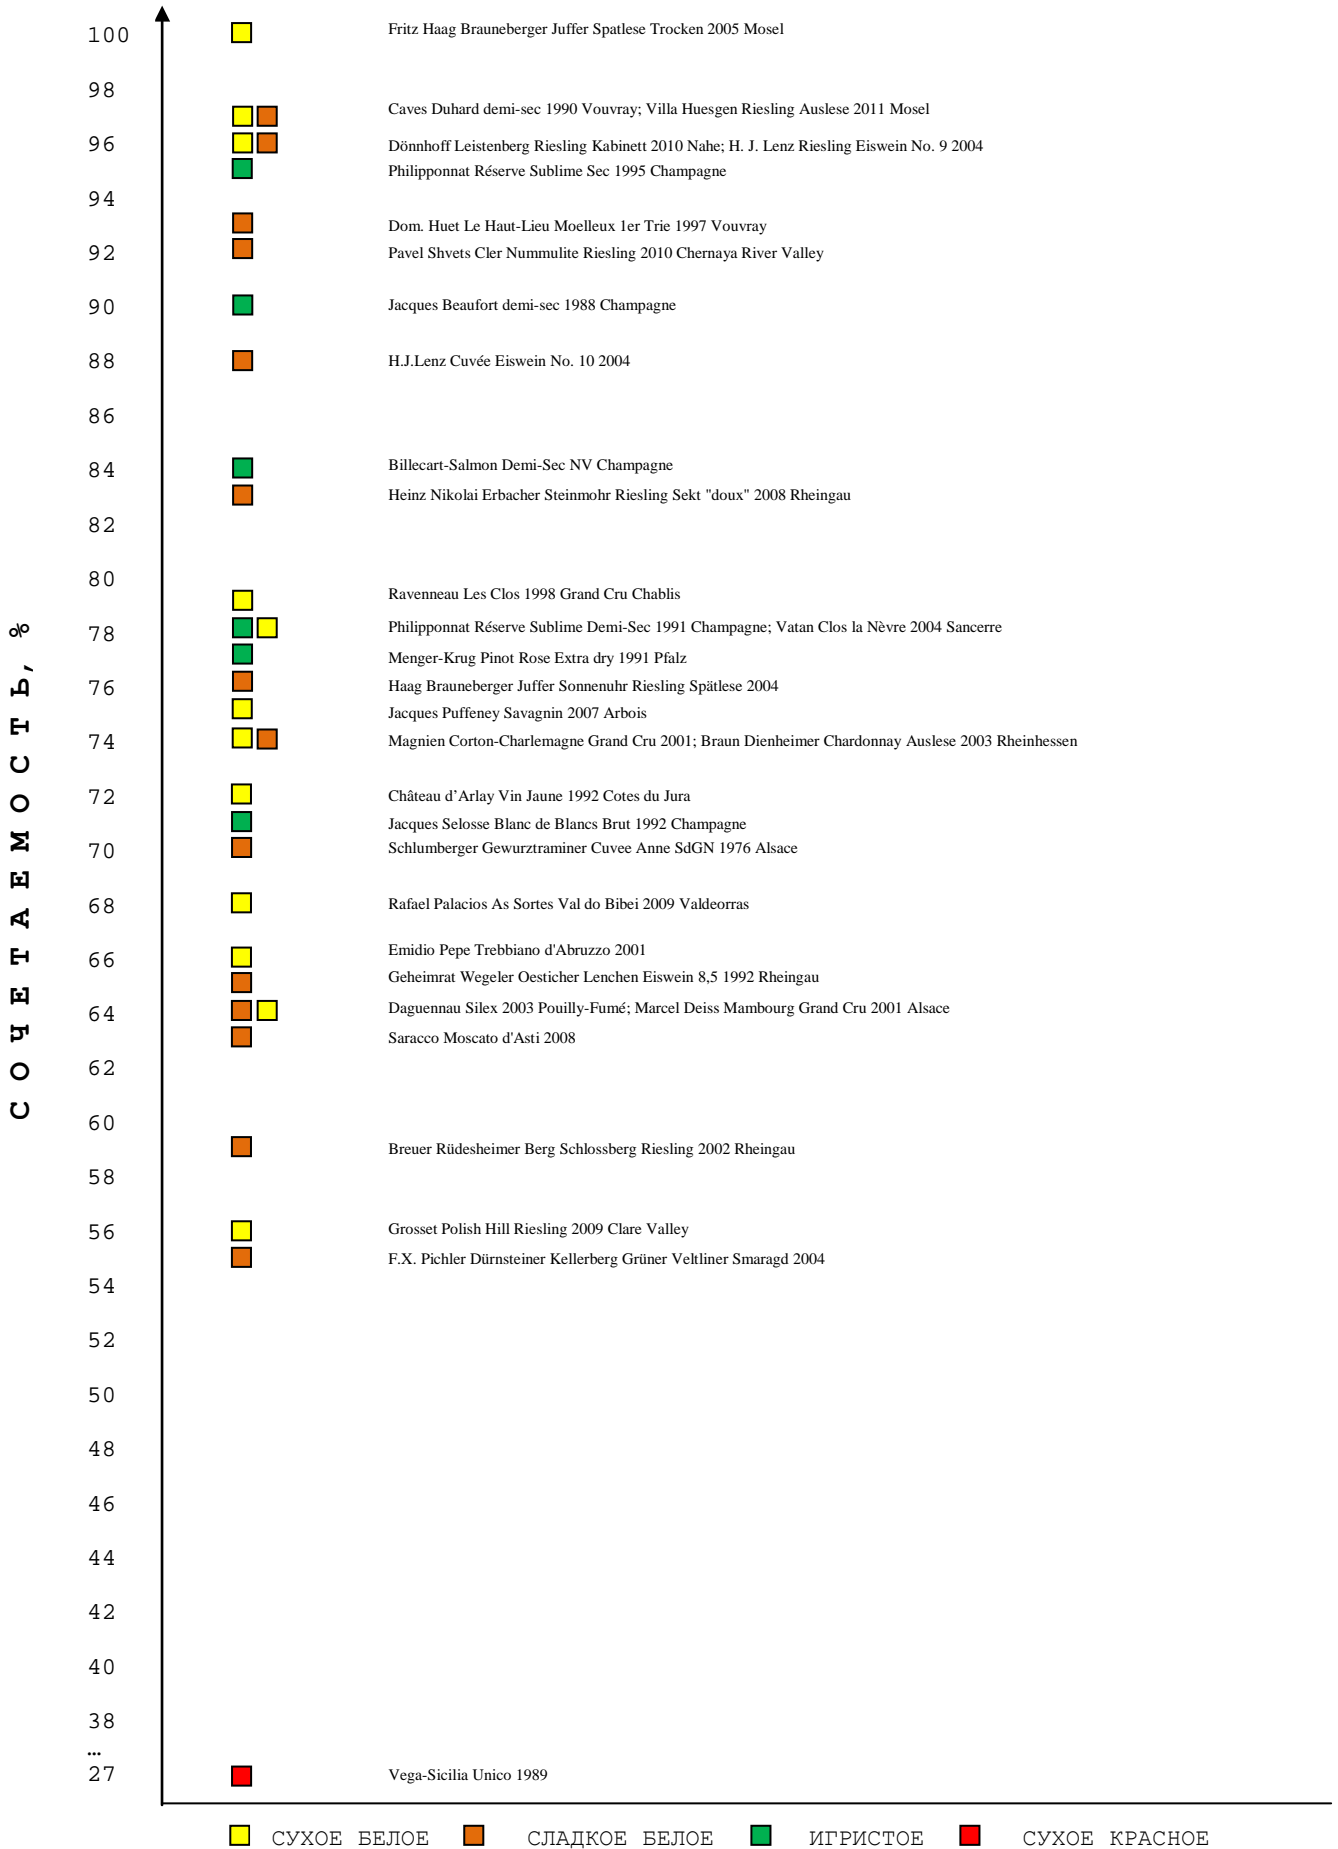 100 Fritz Haag Brauneberger Juffer Spatlese Trocken 2005 Mosel
98
Caves Duhard demi-sec 1990 Vouvray; Villa Huesgen Riesling Auslese 2011 Mosel
96 Dönnhoff Leistenberg Riesling Kabinett 2010 Nahe; H. J. Lenz Riesling Eiswein No. 9 2004
Philipponnat Réserve Sublime Sec 1995 Champagne
94
Dom. Huet Le Haut-Lieu Moelleux 1er Trie 1997 Vouvray
92 Pavel Shvets Cler Nummulite Riesling 2010 Chernaya River Valley
90 Jacques Beaufort demi-sec 1988 Champagne
88 H.J.Lenz Cuvée Eiswein No. 10 2004
86
84 Billecart-Salmon Demi-Sec NV Champagne
Heinz Nikolai Erbacher Steinmohr Riesling Sekt "doux" 2008 Rheingau
82
80
Ravenneau Les Clos 1998 Grand Cru Chablis
78 Philipponnat Réserve Sublime Demi-Sec 1991 Champagne; Vatan Clos la Nèvre 2004 Sancerre
Menger-Krug Pinot Rose Extra dry 1991 Pfalz
76 Haag Brauneberger Juffer Sonnenuhr Riesling Spätlese 2004
Jacques Puffeney Savagnin 2007 Arbois
74 Magnien Corton-Charlemagne Grand Cru 2001; Braun Dienheimer Chardonnay Auslese 2003 Rheinhessen
72 Château d’Arlay Vin Jaune 1992 Cotes du Jura
Jacques Selosse Blanc de Blancs Brut 1992 Champagne
70 Schlumberger Gewurztraminer Cuvee Anne SdGN 1976 Alsace
68 Rafael Palacios As Sortes Val do Bibei 2009 Valdeorras
66 Emidio Pepe Trebbiano d'Abruzzo 2001
Geheimrat Wegeler Oesticher Lenchen Eiswein 8,5 1992 Rheingau
64 Daguennau Silex 2003 Pouilly-Fumé; Marcel Deiss Mambourg Grand Cru 2001 Alsace
Saracco Moscato d'Asti 2008
62
60
Breuer Rüdesheimer Berg Schlossberg Riesling 2002 Rheingau
58
56 Grosset Polish Hill Riesling 2009 Clare Valley
F.X. Pichler Dürnsteiner Kellerberg Grüner Veltliner Smaragd 2004
54
52
50
48
46
44
42
40
38
…
27 Vega-Sicilia Unico 1989
СОЧЕТАЕМОСТЬ, %
СУХОЕ БЕЛОЕ СЛАДКОЕ БЕЛОЕ ИГРИСТОЕ СУХОЕ КРАСНОЕ